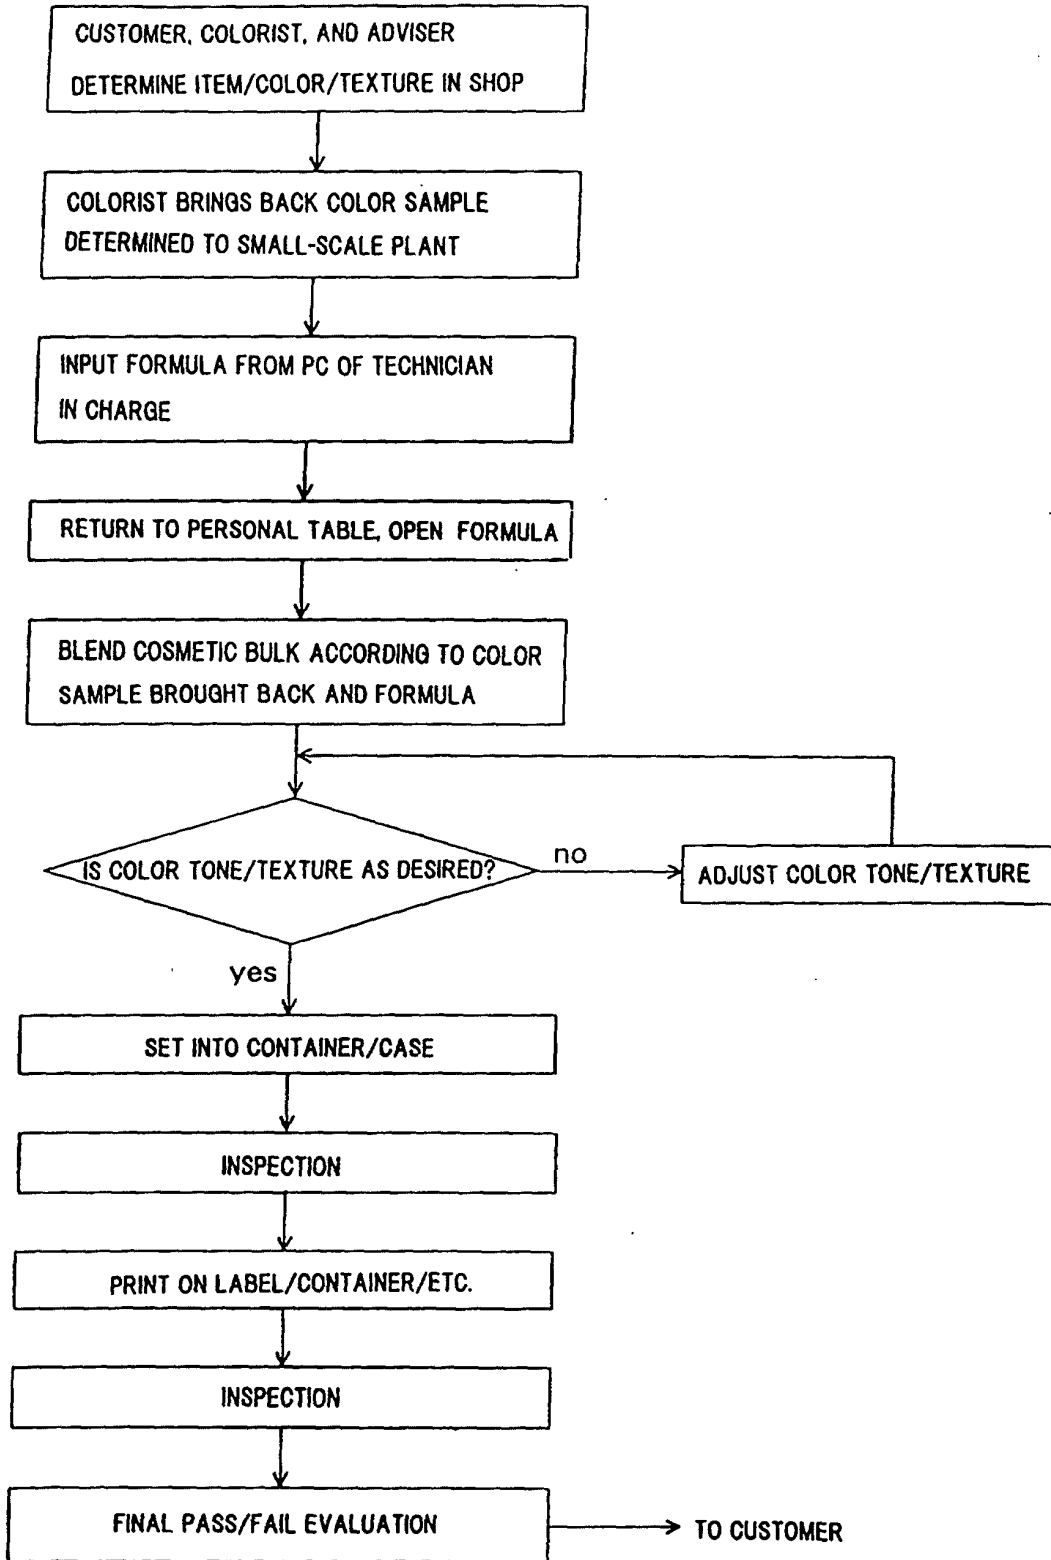 CUSTOMER, COLORIST, AND ADVISER
DETERMINE ITEM/COLOR/TEXTURE IN SHOP
COLORIST BRINGS BACK COLOR SAMPLE
DETERMINED TO SMALL-SCALE PLANT
INPUT FORMULA FROM PC OF TECHNICIAN
IN CHARGE
RETURN TO PERSONAL TABLE, OPEN FORMULA
BLEND COSMETIC BULK ACCORDING TO COLOR
SAMPLE BROUGHT BACK AND FORMULA
IS COLOR TONE/TEXTURE AS DESIRED?
no
ADJUST COLOR TONE/TEXTURE
yes
SET INTO CONTAINER/CASE
INSPECTION
PRINT ON LABEL/CONTAINER/ETC.
INSPECTION
FINAL PASS/FAIL EVALUATION
TO CUSTOMER